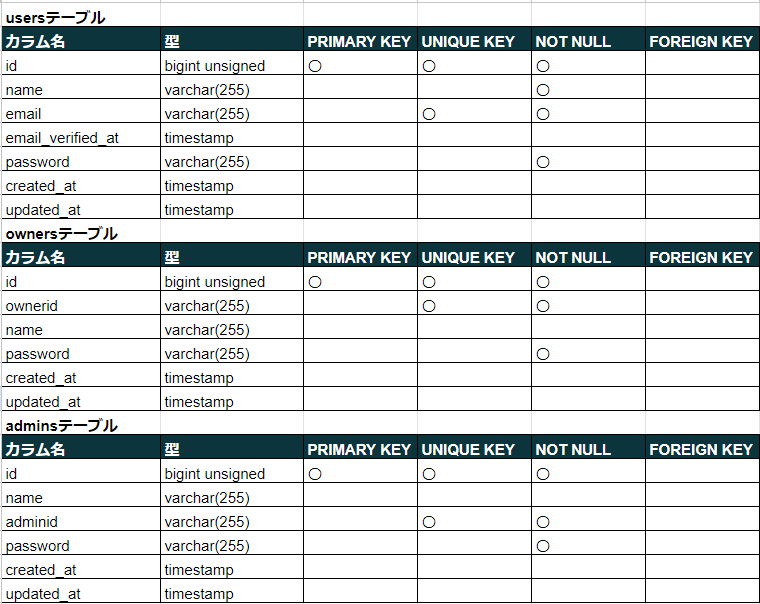 usersテーブル
カラム名 型 PRIMARY KEY UNIQUE KEY NOT NULL FOREIGN KEY
id bigint unsigned ○ ○ ○
name varchar(255) ○
email varchar(255) ○ ○
email_verified_at timestamp
password varchar(255) ○
created_at timestamp
updated_at timestamp
ownersテーブル
カラム名 型 PRIMARY KEY UNIQUE KEY NOT NULL FOREIGN KEY
id bigint unsigned ○ ○ ○
ownerid varchar(255) ○ ○
name varchar(255)
password varchar(255) ○
created_at timestamp
updated_at timestamp
adminsテーブル
カラム名 型 PRIMARY KEY UNIQUE KEY NOT NULL FOREIGN KEY
id bigint unsigned ○ ○ ○
name varchar(255)
adminid varchar(255) ○ ○
password varchar(255) ○
created_at timestamp
updated_at timestamp